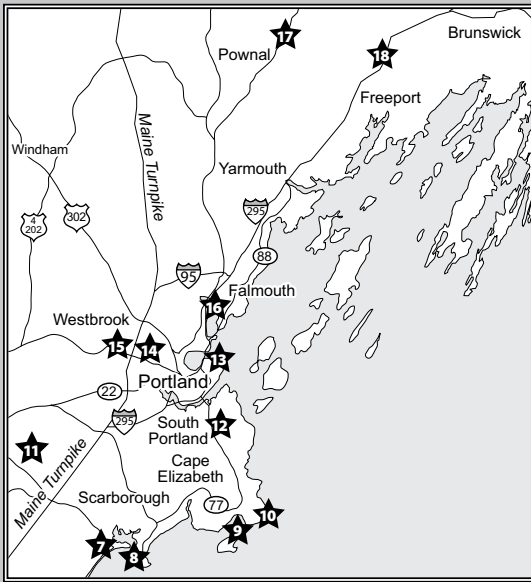 Brunswick
17
18
Pownal
Freeport
Maine Turnpike
Windham
Yarmouth
4
202
302
295
88
95
Falmouth
16
Westbrook
15
14
13
Portland
22
295
South
Portland
12
11
Cape
Elizabeth
Maine Turnpike
Scarborough
77
10
9
7
8